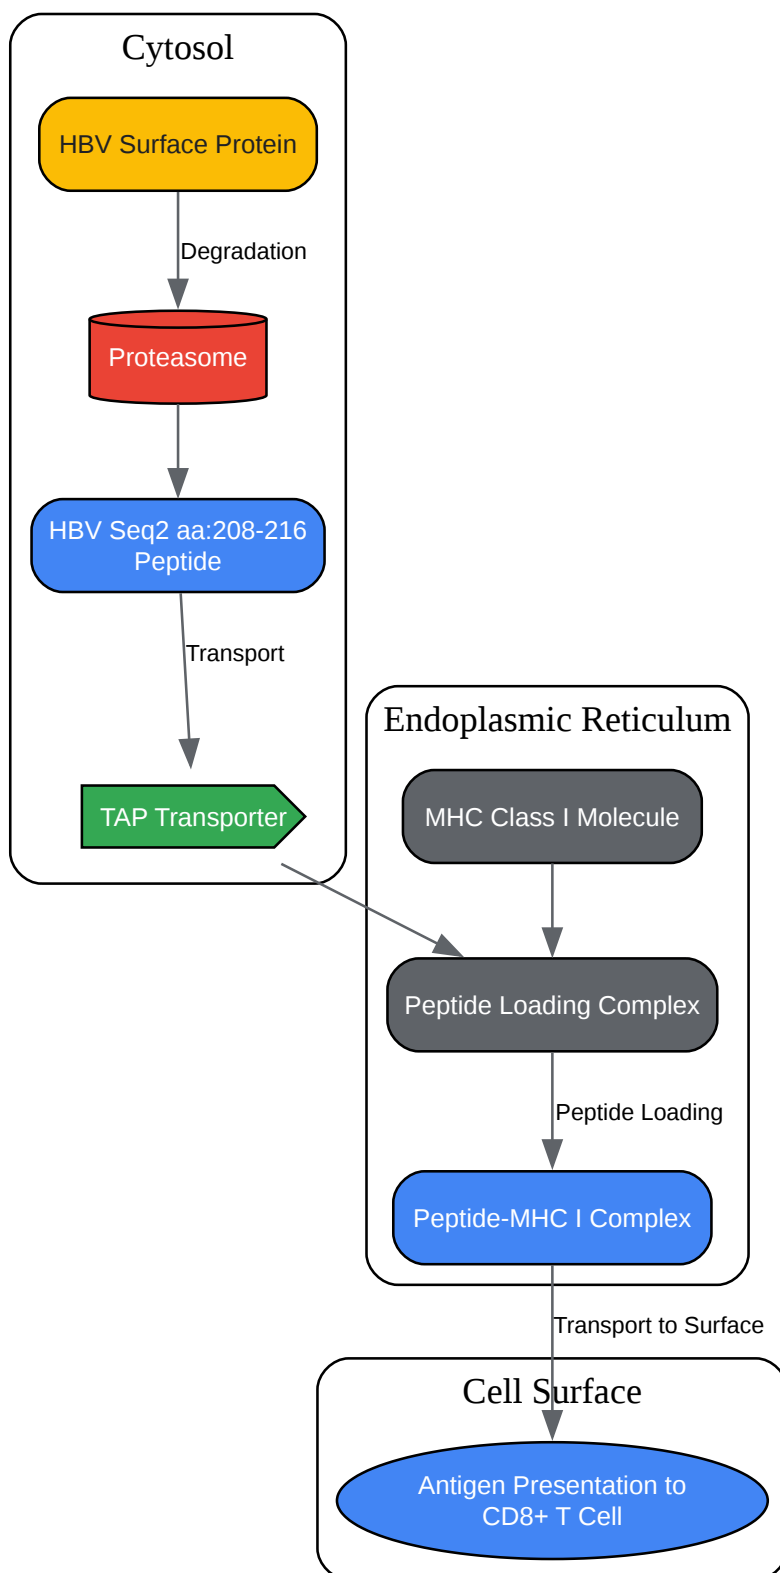 Cytosol
HBV Surface Protein
Degradation
Proteasome
HBV Seq2 aa:208-216
Peptide
Transport
TAP Transporter
Endoplasmic Reticulum
MHC Class I Molecule
Peptide Loading Complex
Peptide Loading
Peptide-MHC I Complex
Transport to Surface
Cell Surface
Antigen Presentation to
CD8+ T Cell